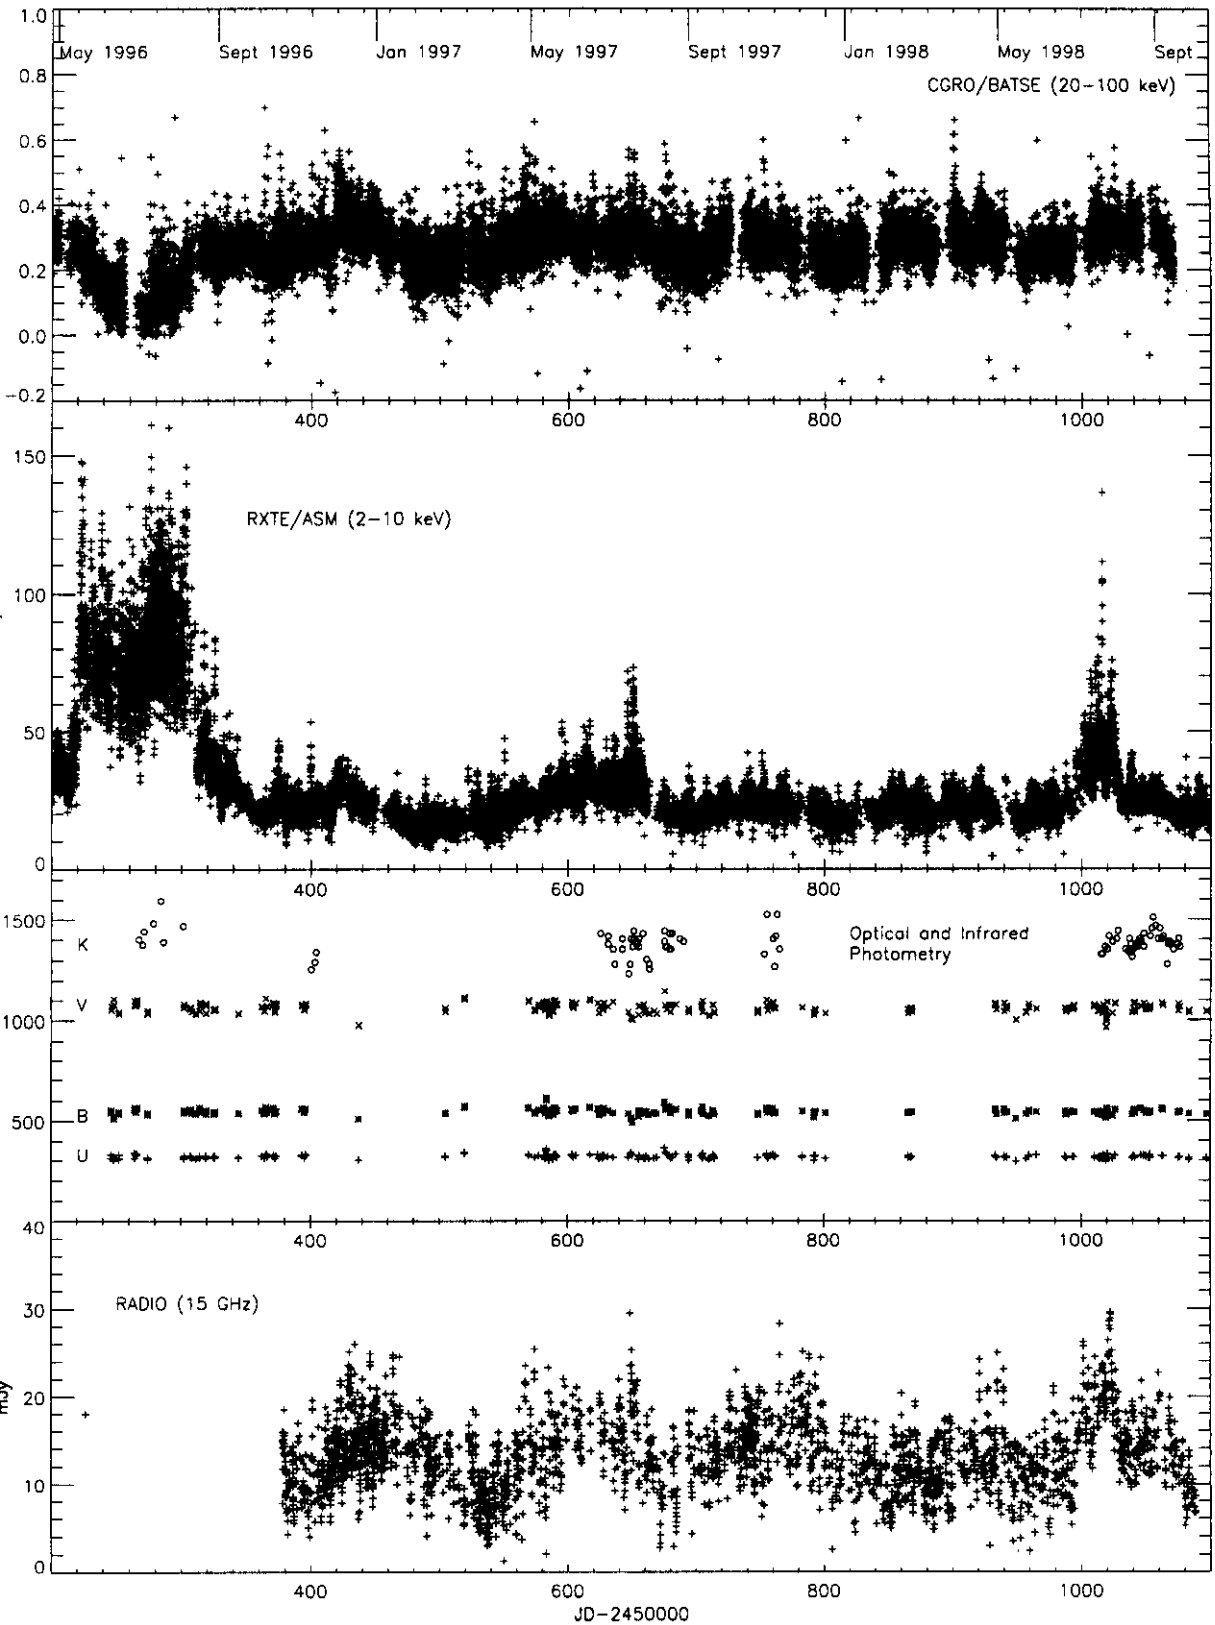 1.0
May 1996 Sept 1996 Jan 1997 May 1997 Sept 1997 Jan 1998 May 1998 Sept
0.8
CGRO/BATSE (20-100 keV)
0.6
0.4
0.2
0.0
-0.2
400 600 800 1000
150
RXTE/ASM (2-10 keV)
100
50
0
400 600 800 1000
1500
K
Optical and Infrared
Photometry
V
1000
B
500
U
40
400 600 800 1000
30
RADIO (15 GHz)
20
mJy
10
0
400 600 800 1000
JD-2450000